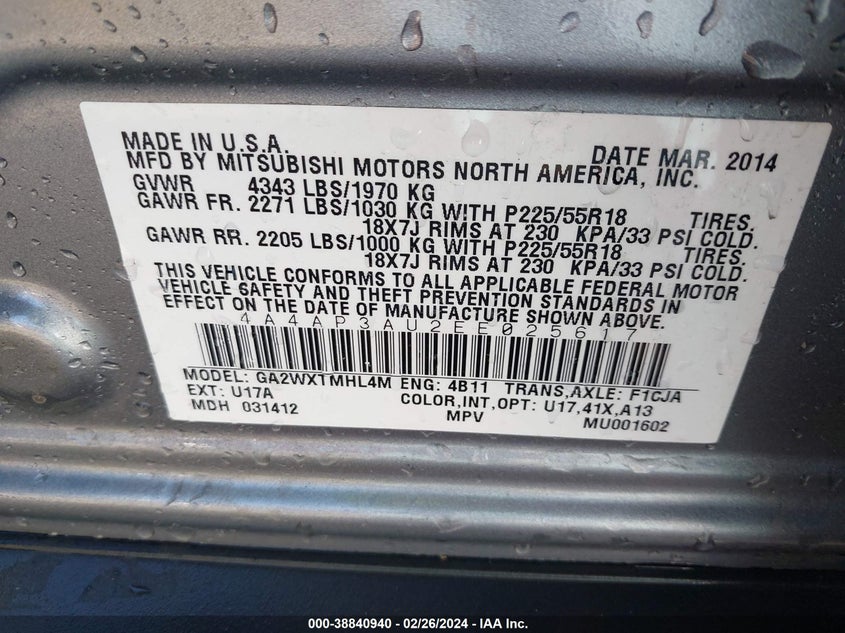 MADE IN U.S.A. DATE MAR. 2014
MFD BY MITSUBISHI MOTORS NORTH AMERICA, INC.
GVWR 4343 LBS/1970 KG
GAWR FR. 2271 LBS/1030 KG WITH P225/55R18 TIRES.
18X7J RIMS AT 230 KPA/33 PSI COLD.
GAWR RR. 2205 LBS/1000 KG WITH P225/55R18 TIRES.
18X7J RIMS AT 230 KPA/33 PSI COLD.
THIS VEHICLE CONFORMS TO ALL APPLICABLE FEDERAL MOTOR
VEHICLE SAFETY AND THEFT PREVENTION STANDARDS IN
EFFECT ON THE DATE OF MANUFACTURE SHOWN ABOVE.
4A4AP3AU2EE025617
MODEL: GA2WXTMHL4M ENG: 4B11 TRANS,AXLE: F1CJA
EXT: U17A COLOR,INT,OPT: U17,41X,A13
MDH 031412 MPV MU001602
000-38840940 - 02/26/2024 - IAA Inc.